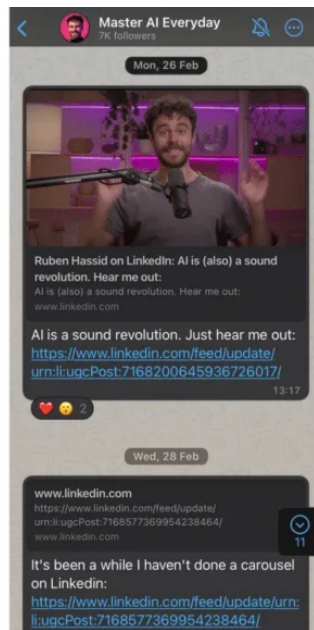 Master AI Everyday
7K followers
Mon, 26 Feb
Ruben Hassid on LinkedIn: AI is (also) a sound
revolution. Hear me out:
AI is (also) a sound revolution. Hear me out:
www.linkedin.com
AI is a sound revolution. Just hear me out:
https://www.linkedin.com/feed/update/
urn:li:ugcPost:7168200645936726017/
13:17
2
Wed, 28 Feb
www.linkedin.com
https://www.linkedin.com/feed/update/
urn:li:ugcPost:7168577369954238464/
www.linkedin.com
11
It's been a while I haven't done a carousel
on Linkedin:
https://www.linkedin.com/feed/update/urn:
li:ugcPost:7168577369954238464/